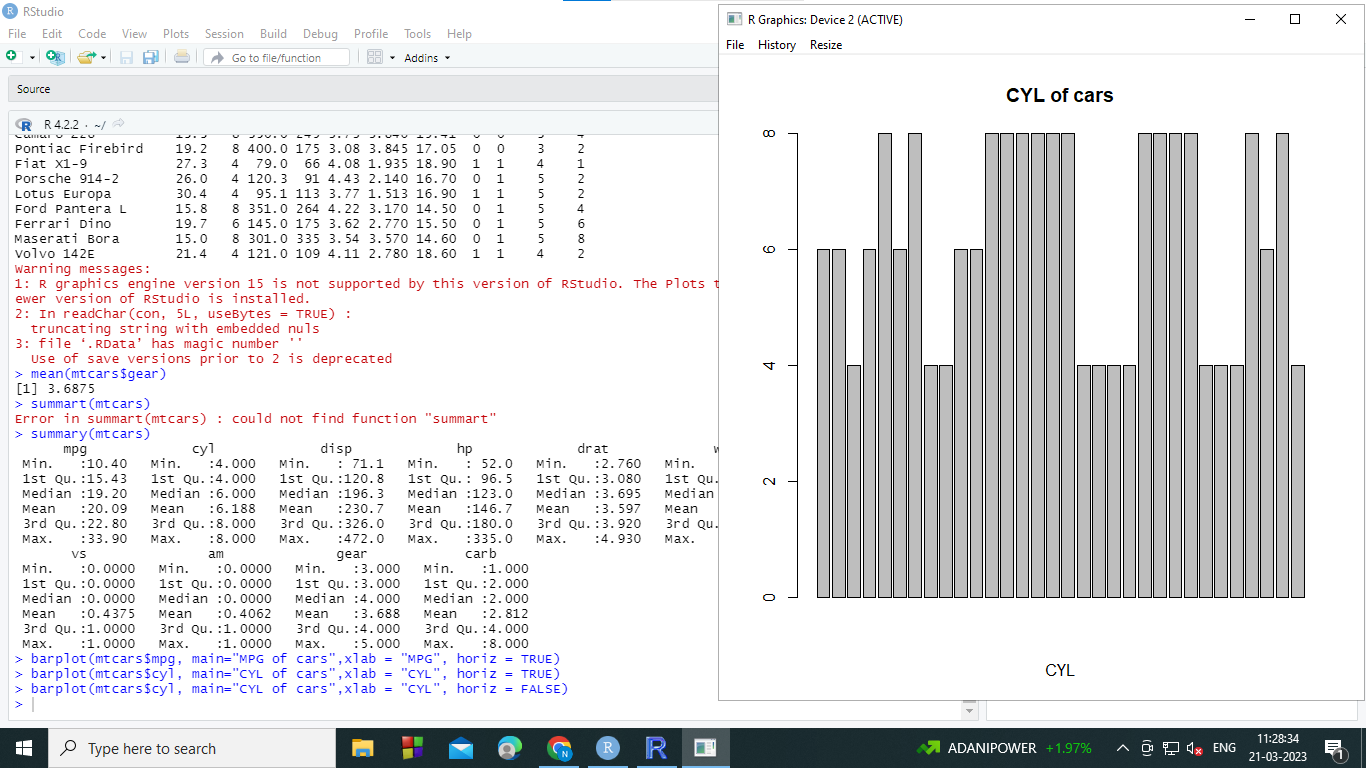 RStudio
File Edit Code View Plots Session Build Debug Profile Tools Help
Go to file/function Addins
Source
R 4.2.2 · ~/
Pontiac Firebird 19.2 8 400.0 175 3.08 3.845 17.05 0 0 3 2
Fiat X1-9 27.3 4 79.0 66 4.08 1.935 18.90 1 1 4 1
Porsche 914-2 26.0 4 120.3 91 4.43 2.140 16.70 0 1 5 2
Lotus Europa 30.4 4 95.1 113 3.77 1.513 16.90 1 1 5 2
Ford Pantera L 15.8 8 351.0 264 4.22 3.170 14.50 0 1 5 4
Ferrari Dino 19.7 6 145.0 175 3.62 2.770 15.50 0 1 5 6
Maserati Bora 15.0 8 301.0 335 3.54 3.570 14.60 0 1 5 8
Volvo 142E 21.4 4 121.0 109 4.11 2.780 18.60 1 1 4 2
Warning messages:
1: R graphics engine version 15 is not supported by this version of RStudio. The Plots t
ewer version of RStudio is installed.
2: In readChar(con, 5L, useBytes = TRUE) :
truncating string with embedded nuls
3: file ‘.RData’ has magic number ''
Use of save versions prior to 2 is deprecated
> mean(mtcars$gear)
[1] 3.6875
> summart(mtcars)
Error in summart(mtcars) : could not find function "summart"
> summary(mtcars)
mpg cyl disp hp drat w
Min. :10.40 Min. :4.000 Min. : 71.1 Min. : 52.0 Min. :2.760 Min.
1st Qu.:15.43 1st Qu.:4.000 1st Qu.:120.8 1st Qu.: 96.5 1st Qu.:3.080 1st Qu.
Median :19.20 Median :6.000 Median :196.3 Median :123.0 Median :3.695 Median
Mean :20.09 Mean :6.188 Mean :230.7 Mean :146.7 Mean :3.597 Mean
3rd Qu.:22.80 3rd Qu.:8.000 3rd Qu.:326.0 3rd Qu.:180.0 3rd Qu.:3.920 3rd Qu.
Max. :33.90 Max. :8.000 Max. :472.0 Max. :335.0 Max. :4.930 Max.
vs am gear carb
Min. :0.0000 Min. :0.0000 Min. :3.000 Min. :1.000
1st Qu.:0.0000 1st Qu.:0.0000 1st Qu.:3.000 1st Qu.:2.000
Median :0.0000 Median :0.0000 Median :4.000 Median :2.000
Mean :0.4375 Mean :0.4062 Mean :3.688 Mean :2.812
3rd Qu.:1.0000 3rd Qu.:1.0000 3rd Qu.:4.000 3rd Qu.:4.000
Max. :1.0000 Max. :1.0000 Max. :5.000 Max. :8.000
> barplot(mtcars$mpg, main="MPG of cars",xlab = "MPG", horiz = TRUE)
> barplot(mtcars$cyl, main="CYL of cars",xlab = "CYL", horiz = TRUE)
> barplot(mtcars$cyl, main="CYL of cars",xlab = "CYL", horiz = FALSE)
>
R Graphics: Device 2 (ACTIVE)
File History Resize
CYL of cars
8
6
4
2
0
CYL
Type here to search
ADANIPOWER +1.97%
ENG
11:28:34
21-03-2023
1